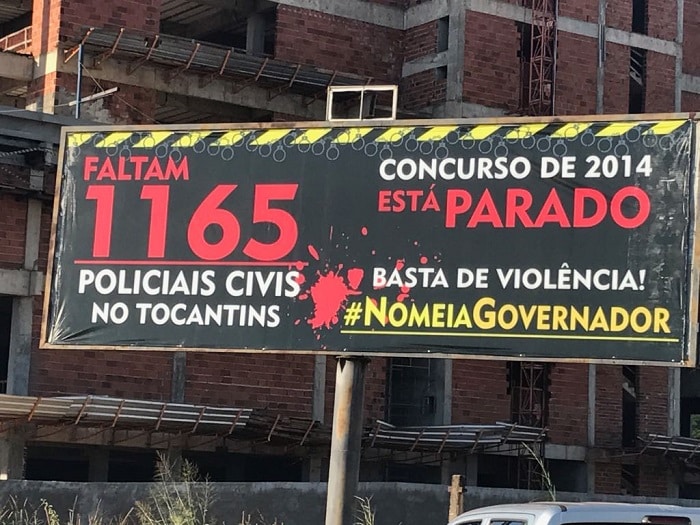 FALTAM
1165
POLICIAIS CIVIS
NO TOCANTINS
CONCURSO DE 2014
ESTÁ PARADO
BASTA DE VIOLÊNCIA!
#NOMEIAGOVERNADOR